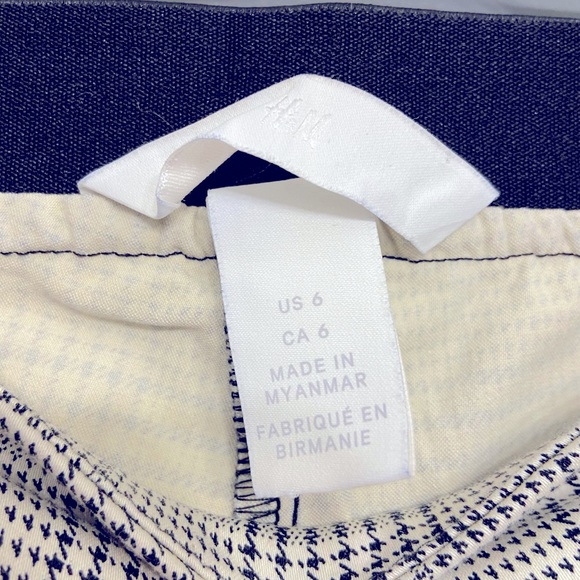 H&M
US 6
CA 6
MADE IN
MYANMAR
FABRIQUÉ EN
BIRMANIE